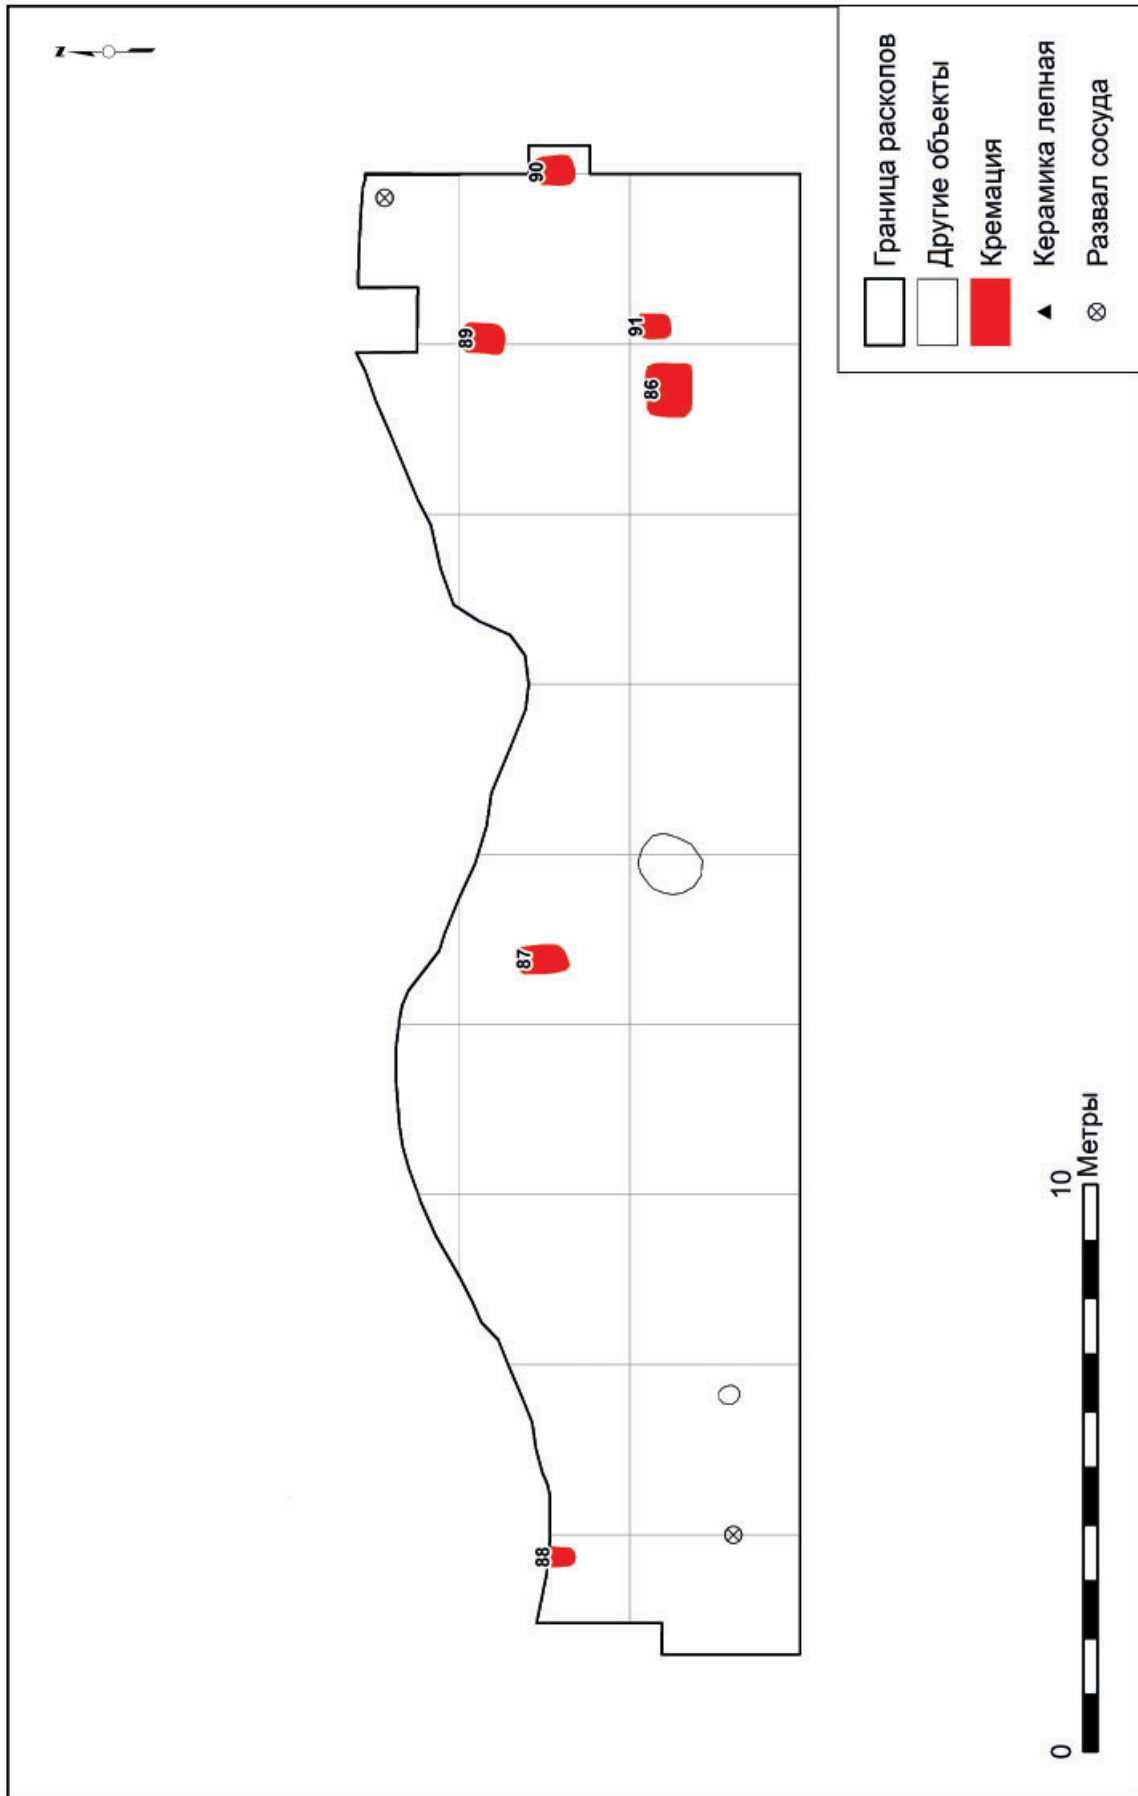 N
90
89
91
86
87
88
Граница раскопов
Другие объекты
Кремация
Керамика лепная
Развал сосуда
0
10
Метры